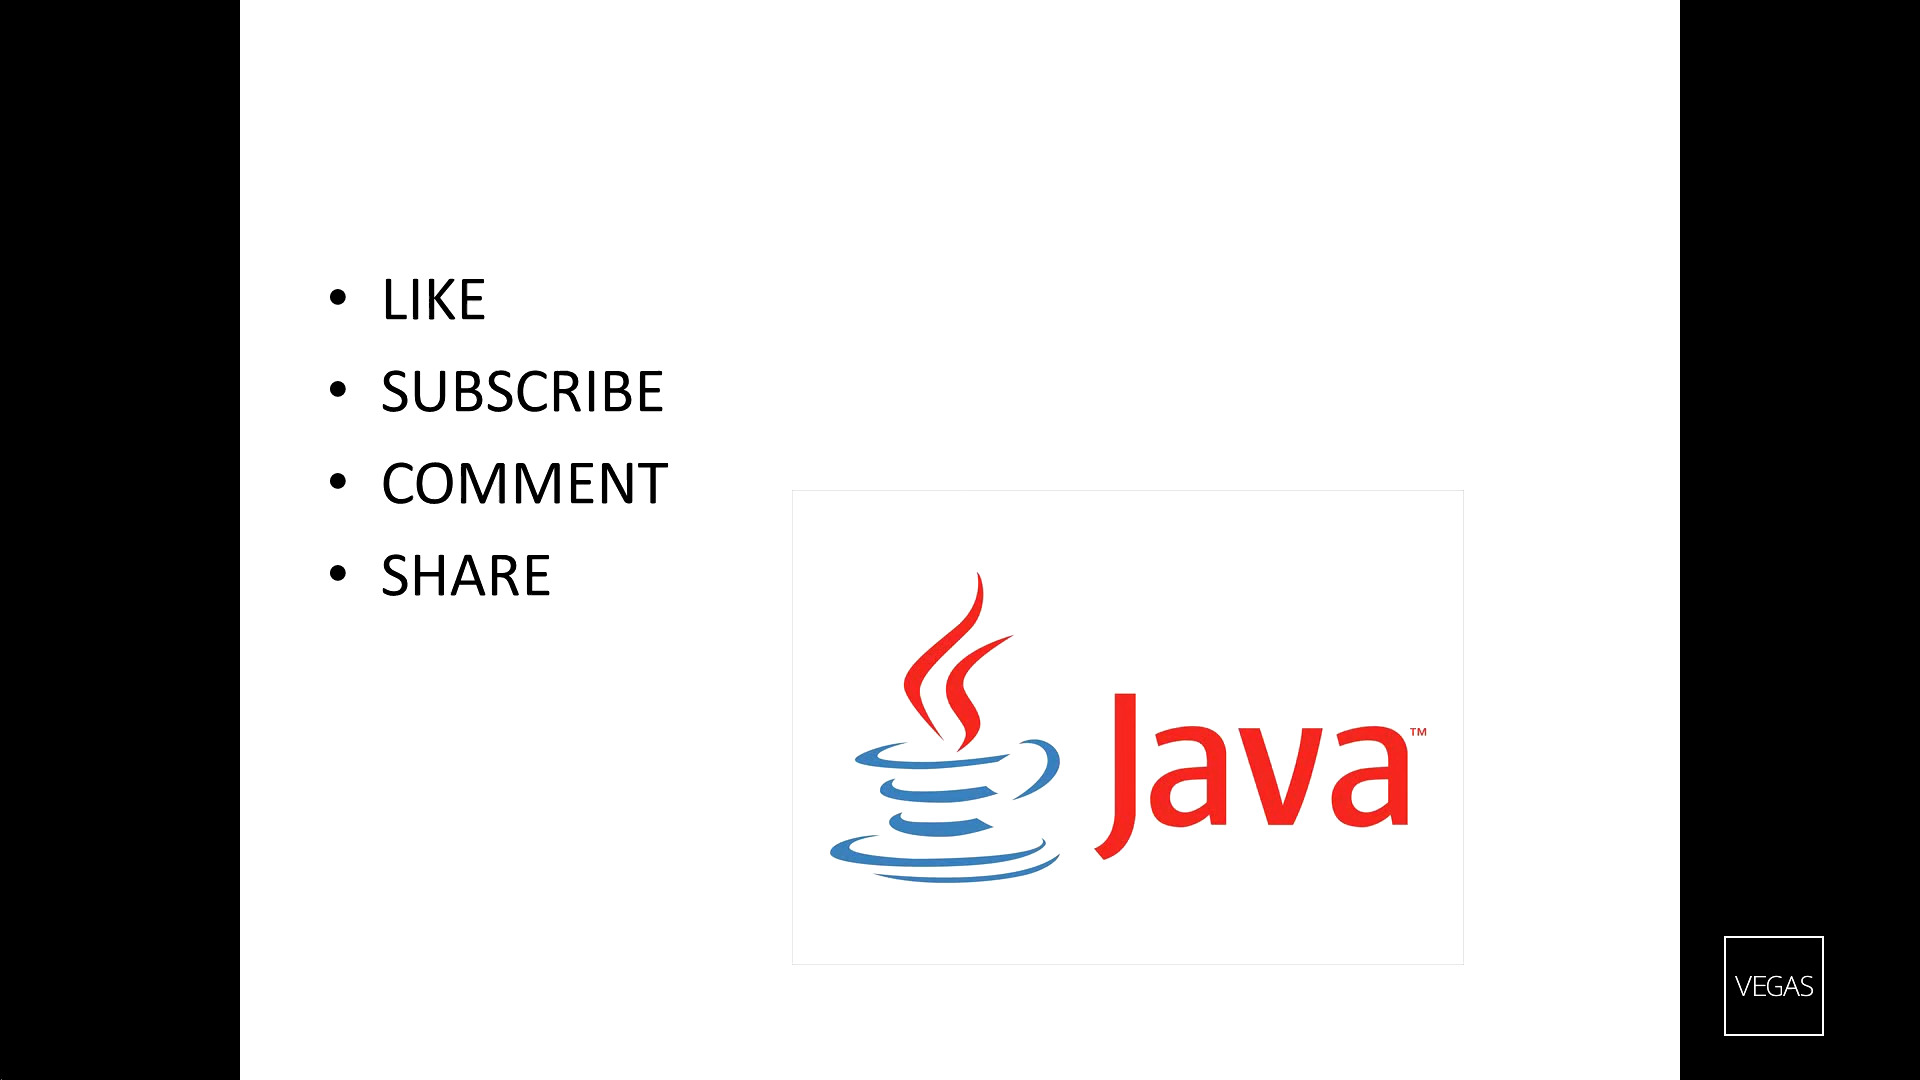 • LIKE
• SUBSCRIBE
• COMMENT
• SHARE
Java™
VEGAS